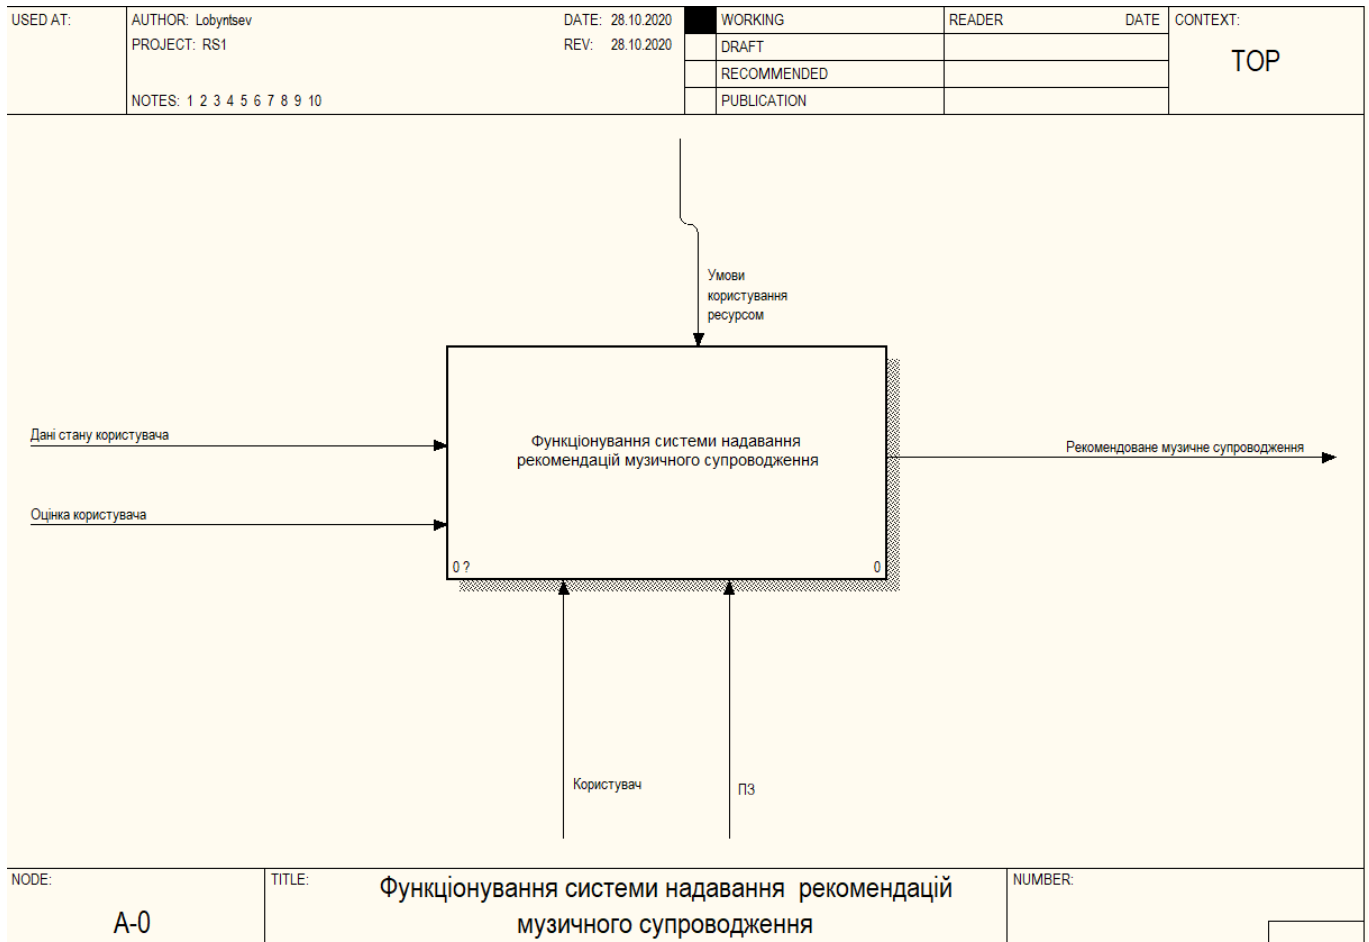 USED AT:
AUTHOR: Lobyntsev
DATE: 28.10.2020
PROJECT: RS1
REV: 28.10.2020
NOTES: 1 2 3 4 5 6 7 8 9 10
WORKING
DRAFT
RECOMMENDED
PUBLICATION
READER
DATE
CONTEXT:
TOP
Умови
користування
ресурсом
Дані стану користувача
Оцінка користувача
Функціонування системи надавання
рекомендацій музичного супроводження
0 ?
0
Рекомендоване музичне супроводження
Користувач
ПЗ
NODE:
A-0
TITLE:
Функціонування системи надавання рекомендацій
музичного супроводження
NUMBER: